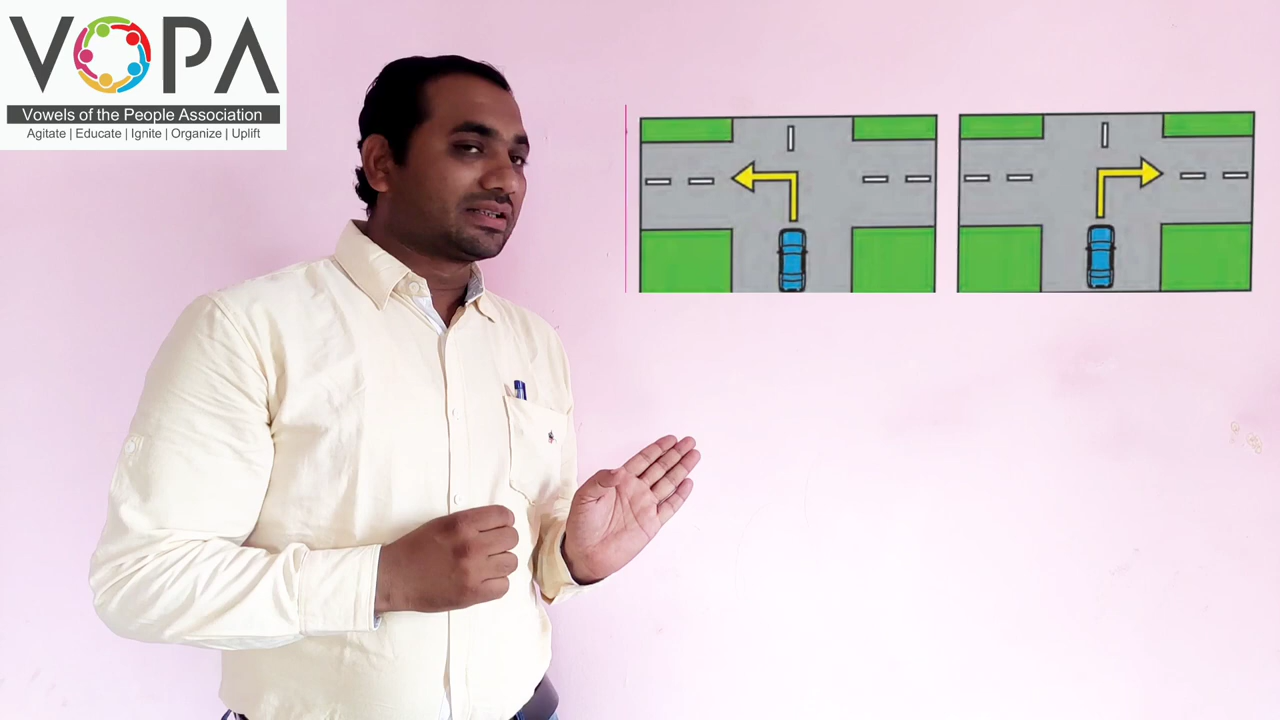 VOPA
Vowels of the People Association
Agitate | Educate | Ignite | Organize | Uplift